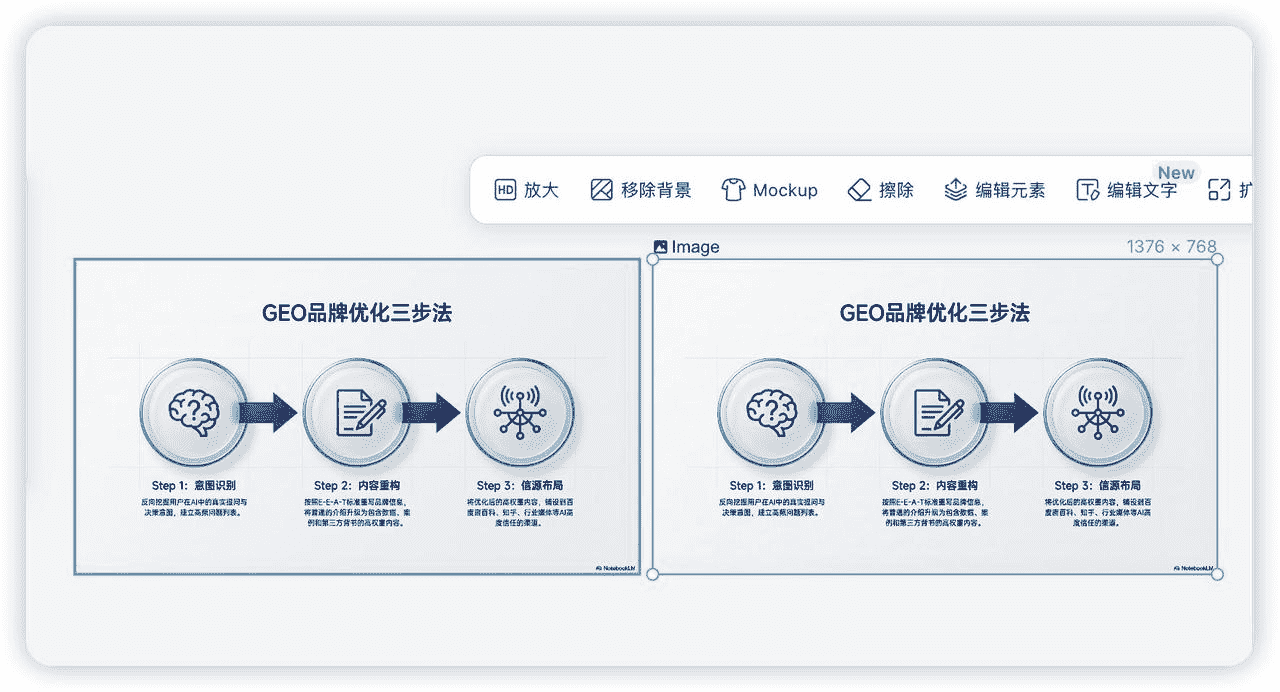 HD 放大 移除背景 Mockup 擦除 编辑元素 编辑文字 New
Image 1376 × 768
GEO品牌优化三步法
Step 1：意图识别
反向挖掘用户在AI中的真实提问与
决策意图，建立高频问题列表。
Step 2：内容重构
按照E-E-A-T标准重写品牌信息，
将普通的介绍升级为包含数据、案
例和第三方背书的高权重内容。
Step 3：信源布局
将优化后的高权重内容，铺设到百
度百科、知乎、行业媒体等AI高
度信任的渠道。
NotebookLM
GEO品牌优化三步法
Step 1：意图识别
反向挖掘用户在AI中的真实提问与
决策意图，建立高频问题列表。
Step 2：内容重构
按照E-E-A-T标准重写品牌信息，
将普通的介绍升级为包含数据、案
例和第三方背书的高权重内容。
Step 3：信源布局
将优化后的高权重内容，铺设到百
度百科、知乎、行业媒体等AI高
度信任的渠道。
NotebookLM